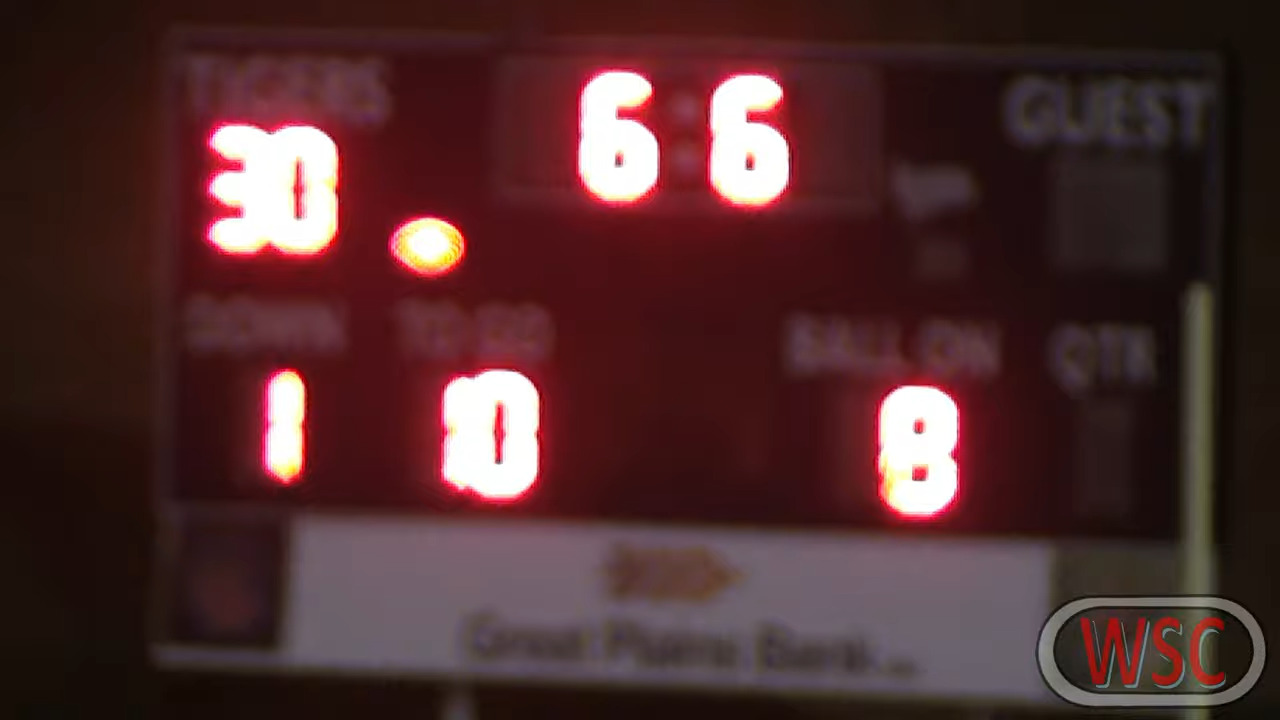 TIGERS
6:6
GUEST
30
DOWN
TO GO
BALL ON
QTR
1
10
8
Great Plains Bank
WSC